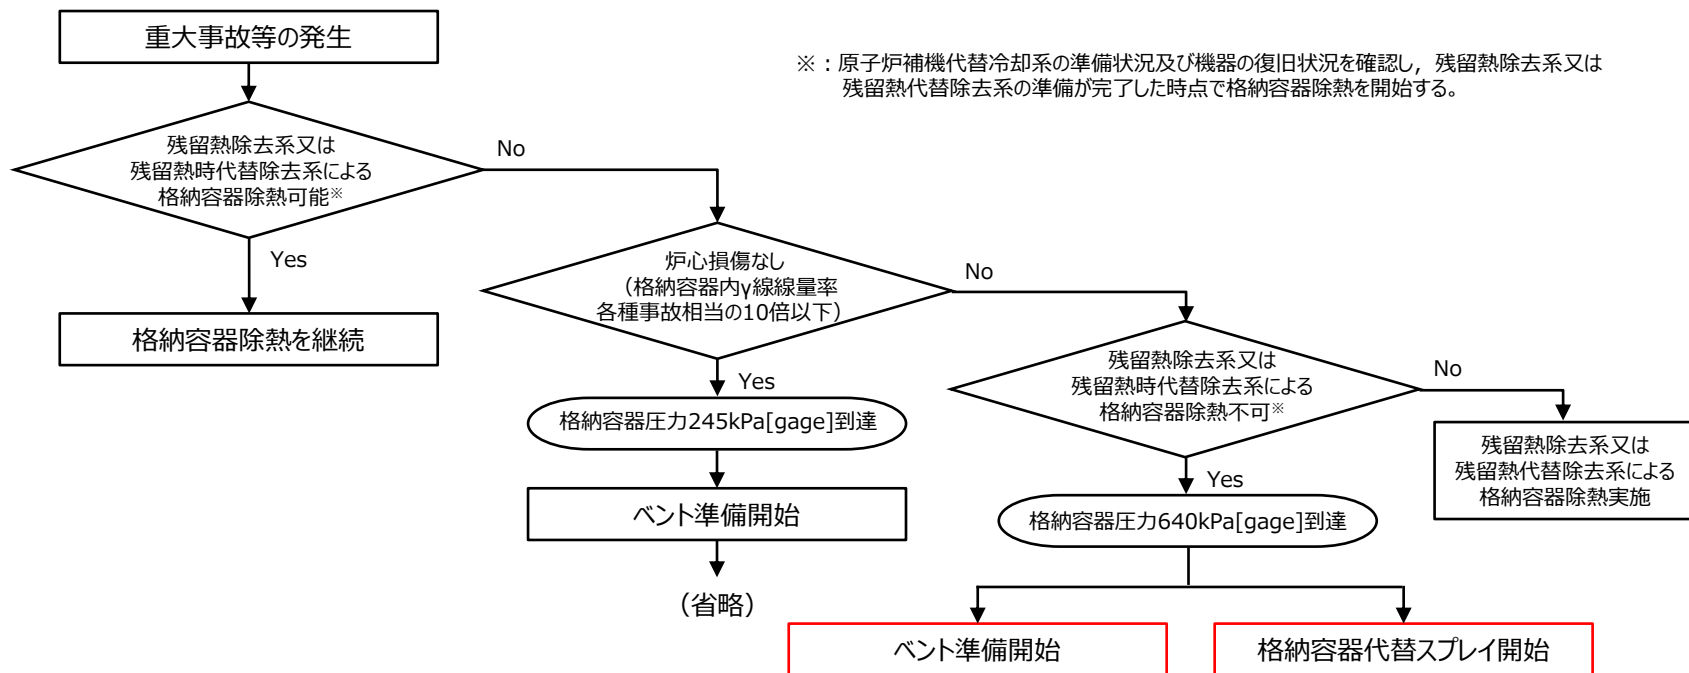 重大事故等の発生
※：原子炉補機代替冷却系の準備状況及び機器の復旧状況を確認し，残留熱除去系又は
残留熱代替除去系の準備が完了した時点で格納容器除熱を開始する。
残留熱除去系又は
残留熱時代替除去系による
格納容器除熱可能※
No
Yes
格納容器除熱を継続
炉心損傷なし
（格納容器内γ線線量率
各種事故相当の10倍以下）
No
Yes
格納容器圧力245kPa[gage]到達
ベント準備開始
（省略）
残留熱除去系又は
残留熱時代替除去系による
格納容器除熱不可※
No
Yes
残留熱除去系又は
残留熱代替除去系による
格納容器除熱実施
格納容器圧力640kPa[gage]到達
ベント準備開始
格納容器代替スプレイ開始